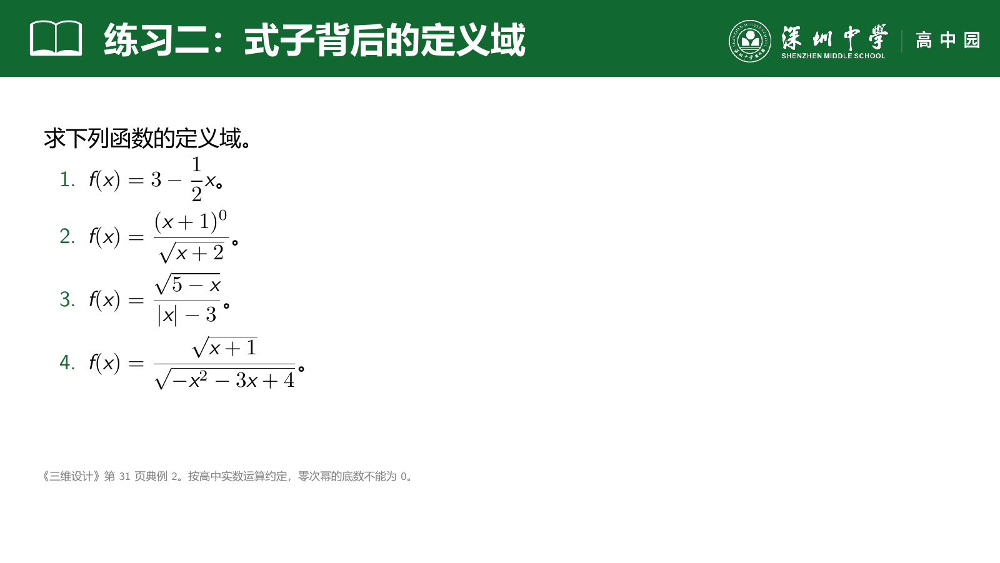 练习二：式子背后的定义域
深圳中学
SHENZHEN MIDDLE SCHOOL
高中园
求下列函数的定义域。
1. f(x) = 3 − \frac{1}{2}x。
2. f(x) = \frac{(x + 1)^0}{\sqrt{x + 2}}。
3. f(x) = \frac{\sqrt{5 − x}}{|x| − 3}。
4. f(x) = \frac{\sqrt{x + 1}}{\sqrt{−x^2 − 3x + 4}}。
《三维设计》第 31 页典例 2。按高中实数运算约定，零次幂的底数不能为 0。